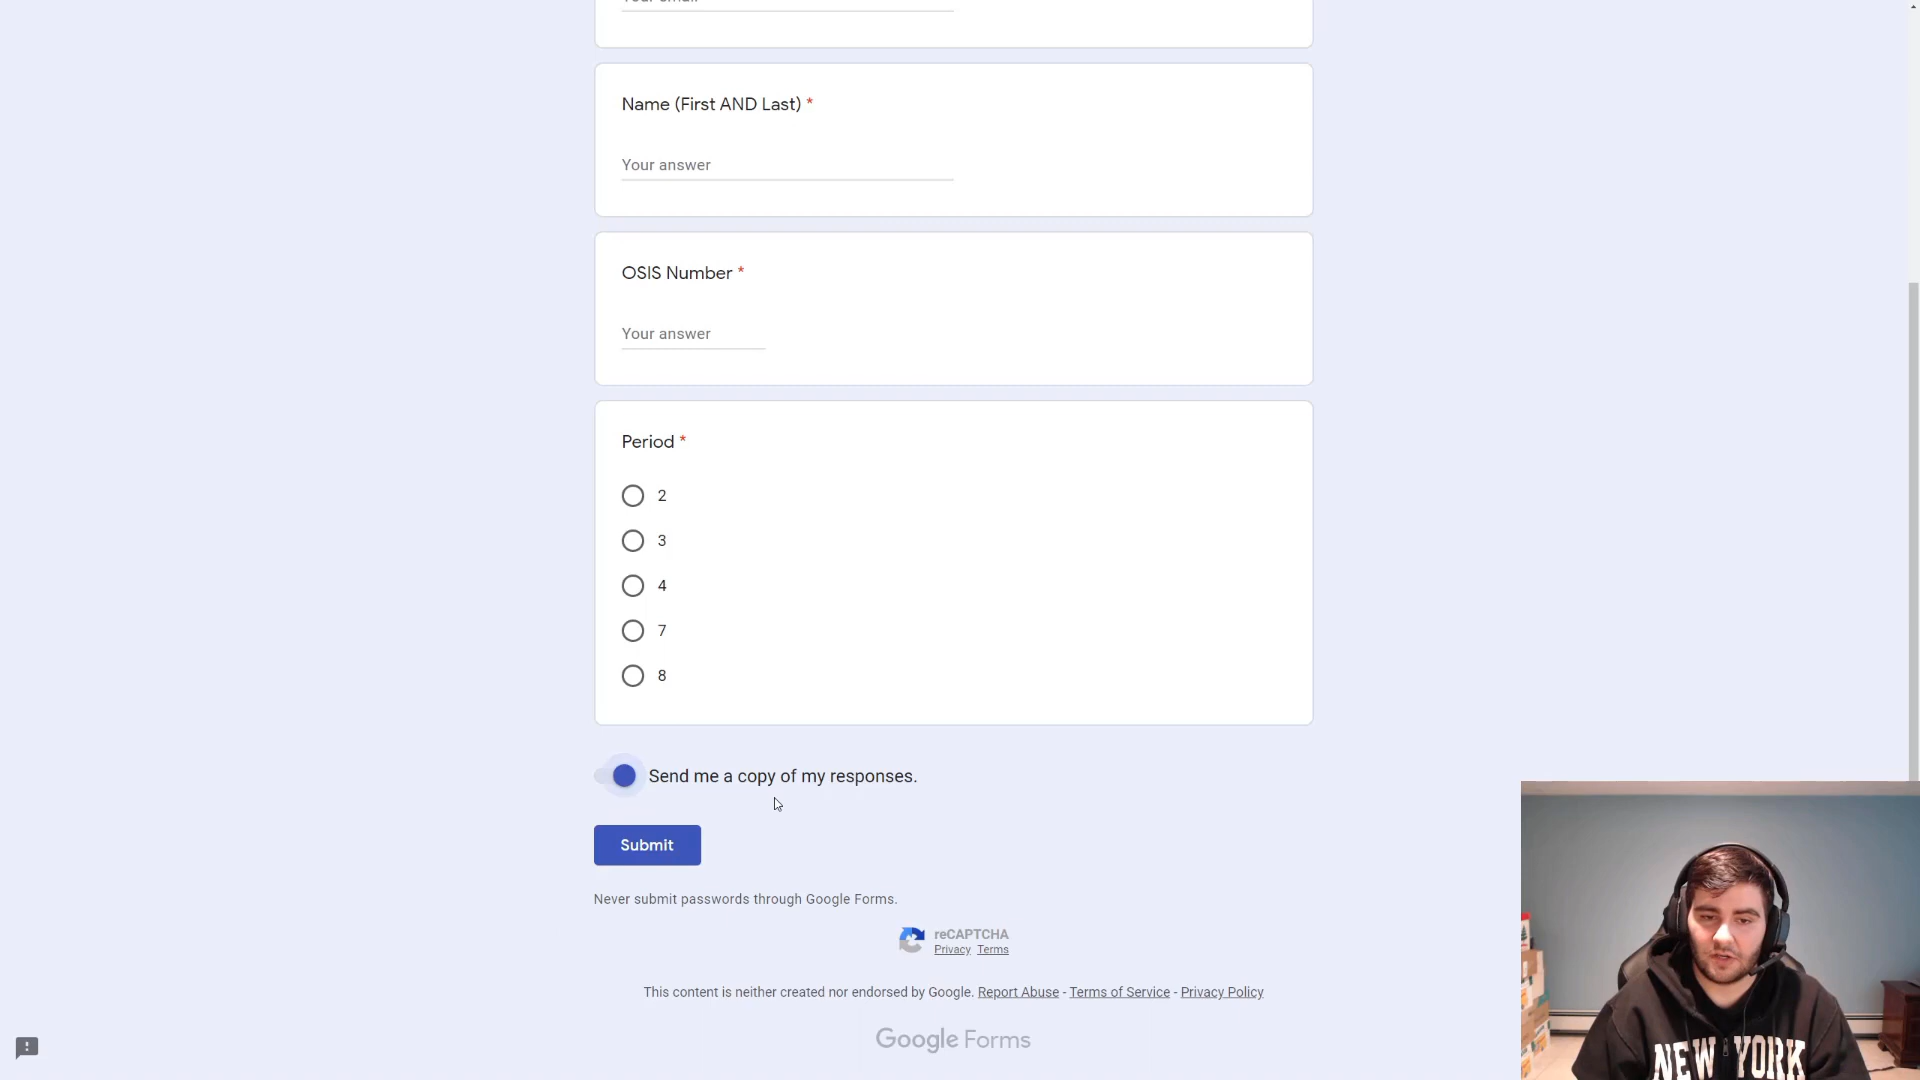 Name (First AND Last) *
Your answer
OSIS Number *
Your answer
Period *
2
3
4
7
8
Send me a copy of my responses.
Submit
Never submit passwords through Google Forms.
reCAPTCHA
Privacy Terms
This content is neither created nor endorsed by Google. Report Abuse - Terms of Service - Privacy Policy
Google Forms
NEW YORK